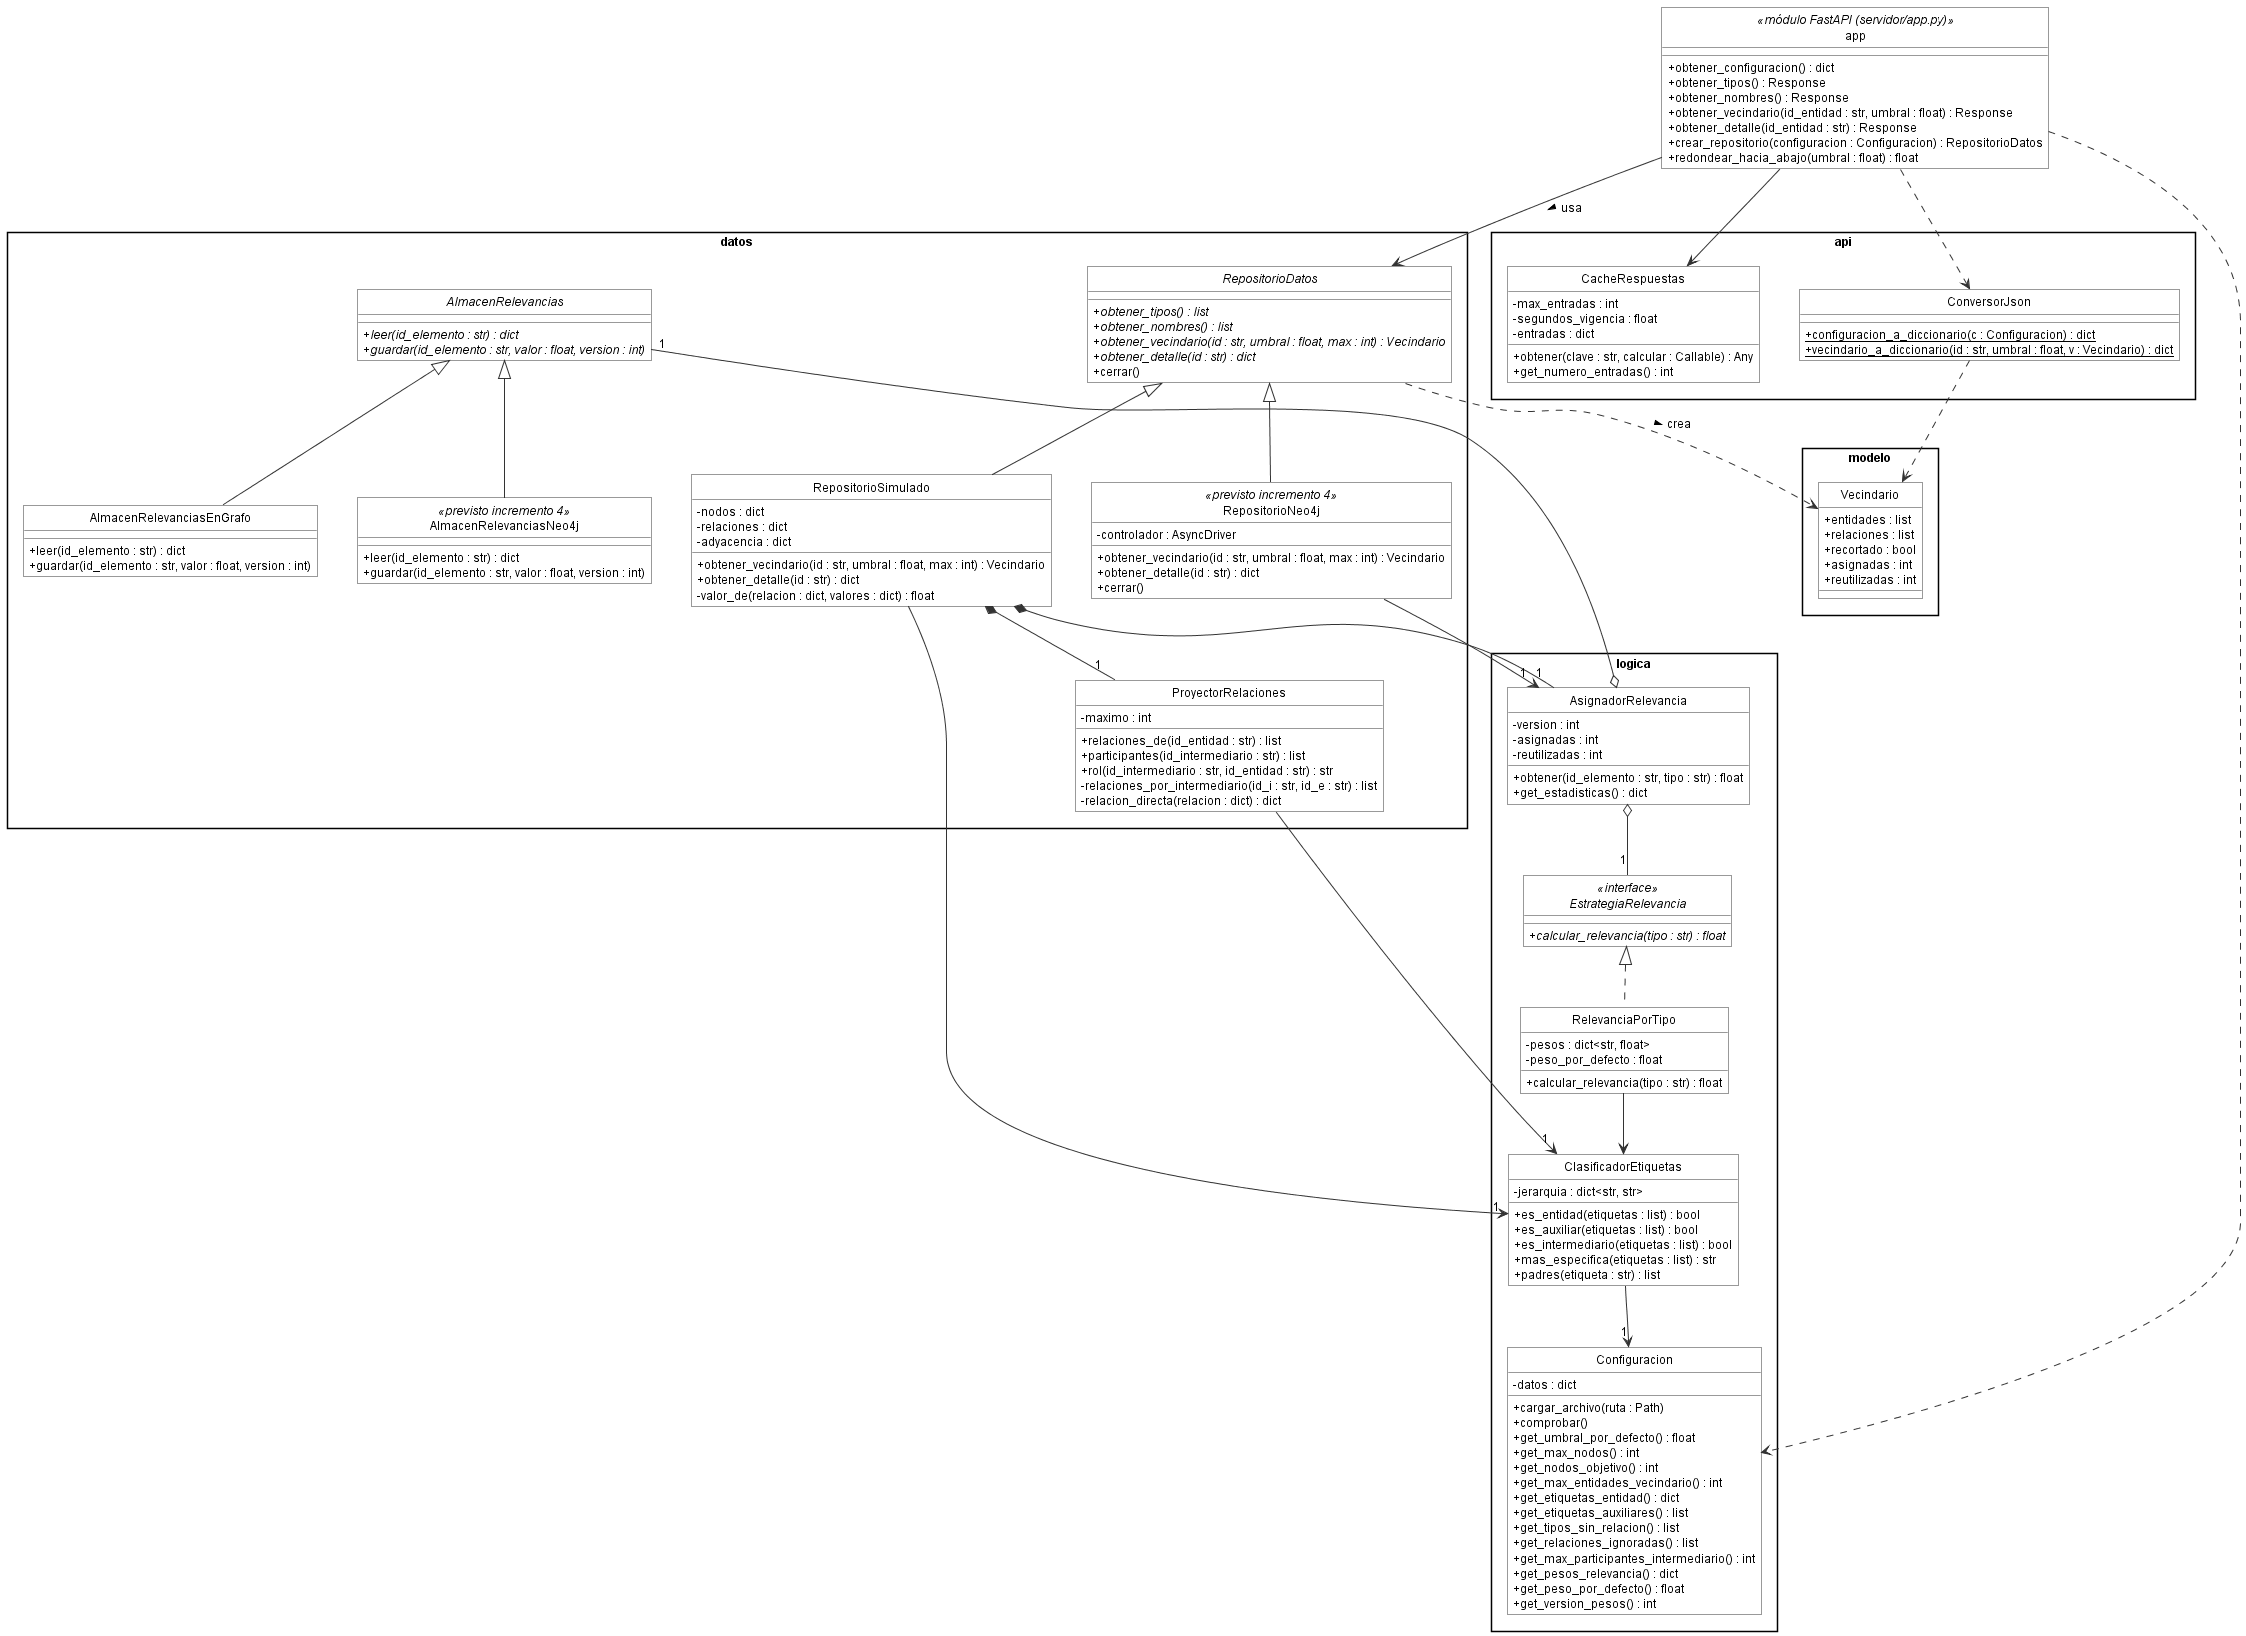 «módulo FastAPI (servidor/app.py)»
app
+obtener_configuracion() : dict
+obtener_tipos() : Response
+obtener_nombres() : Response
+obtener_vecindario(id_entidad : str, umbral : float) : Response
+obtener_detalle(id_entidad : str) : Response
+crear_repositorio(configuracion : Configuracion) : RepositorioDatos
+redondear_hacia_abajo(umbral : float) : float
usa
datos
AlmacenRelevancias
+leer(id_elemento : str) : dict
+guardar(id_elemento : str, valor : float, version : int)
1
RepositorioDatos
+obtener_tipos() : list
+obtener_nombres() : list
+obtener_vecindario(id : str, umbral : float, max : int) : Vecindario
+obtener_detalle(id : str) : dict
+cerrar()
api
CacheRespuestas
-max_entradas : int
-segundos_vigencia : float
-entradas : dict
+obtener(clave : str, calcular : Callable) : Any
+get_numero_entradas() : int
ConversorJson
+configuracion_a_diccionario(c : Configuracion) : dict
+vecindario_a_diccionario(id : str, umbral : float, v : Vecindario) : dict
crea
modelo
Vecindario
+entidades : list
+relaciones : list
+recortado : bool
+asignadas : int
+reutilizadas : int
AlmacenRelevanciasEnGrafo
+leer(id_elemento : str) : dict
+guardar(id_elemento : str, valor : float, version : int)
«previsto incremento 4»
AlmacenRelevanciasNeo4j
+leer(id_elemento : str) : dict
+guardar(id_elemento : str, valor : float, version : int)
RepositorioSimulado
-nodos : dict
-relaciones : dict
-adyacencia : dict
+obtener_vecindario(id : str, umbral : float, max : int) : Vecindario
+obtener_detalle(id : str) : dict
-valor_de(relacion : dict, valores : dict) : float
«previsto incremento 4»
RepositorioNeo4j
-controlador : AsyncDriver
+obtener_vecindario(id : str, umbral : float, max : int) : Vecindario
+obtener_detalle(id : str) : dict
+cerrar()
1
ProyectorRelaciones
-maximo : int
+relaciones_de(id_entidad : str) : list
+participantes(id_intermediario : str) : list
+rol(id_intermediario : str, id_entidad : str) : str
-relaciones_por_intermediario(id_i : str, id_e : str) : list
-relacion_directa(relacion : dict) : dict
logica
1
1
AsignadorRelevancia
-version : int
-asignadas : int
-reutilizadas : int
+obtener(id_elemento : str, tipo : str) : float
+get_estadisticas() : dict
1
«interface»
EstrategiaRelevancia
+calcular_relevancia(tipo : str) : float
RelevanciaPorTipo
-pesos : dict<str, float>
-peso_por_defecto : float
+calcular_relevancia(tipo : str) : float
1
1
ClasificadorEtiquetas
-jerarquia : dict<str, str>
+es_entidad(etiquetas : list) : bool
+es_auxiliar(etiquetas : list) : bool
+es_intermediario(etiquetas : list) : bool
+mas_especifica(etiquetas : list) : str
+padres(etiqueta : str) : list
1
Configuracion
-datos : dict
+cargar_archivo(ruta : Path)
+comprobar()
+get_umbral_por_defecto() : float
+get_max_nodos() : int
+get_nodos_objetivo() : int
+get_max_entidades_vecindario() : int
+get_etiquetas_entidad() : dict
+get_etiquetas_auxiliares() : list
+get_tipos_sin_relacion() : list
+get_relaciones_ignoradas() : list
+get_max_participantes_intermediario() : int
+get_pesos_relevancia() : dict
+get_peso_por_defecto() : float
+get_version_pesos() : int